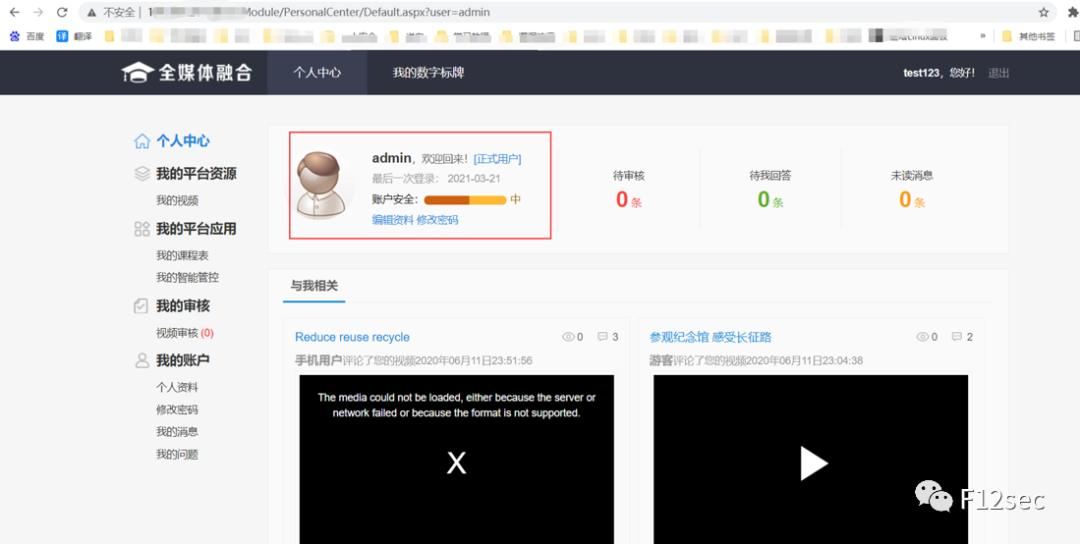 不安全
Module/PersonalCenter/Default.aspx?user=admin
百度 翻译 其他书签
全媒体融合 个人中心 我的数字标牌 test123，您好！ 退出
个人中心
我的平台资源
我的视频
我的平台应用
我的课程表
我的智能管控
我的审核
视频审核 (0)
我的账户
个人资料
修改密码
我的消息
我的问题
admin，欢迎回来！[正式用户]
最后一次登录： 2021-03-21
账户安全： 中
编辑资料 修改密码
待审核 待我回答 未读消息
0 条 0 条 0 条
与我相关
Reduce reuse recycle 0 3
手机用户评论了您的视频2020年06月11日23:51:56
The media could not be loaded, either because the server or
network failed or because the format is not supported.
X
参观纪念馆 感受长征路 0 2
游客评论了您的视频2020年06月11日23:04:38
F12sec